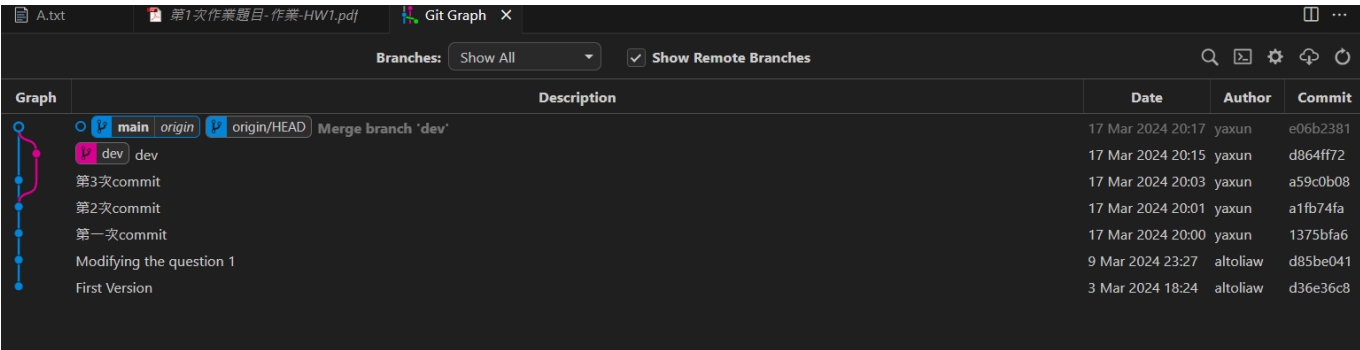 A.txt 第1次作業題目-作業-HW1.pdf Git Graph
Branches: Show All Show Remote Branches
Graph Description Date Author Commit
main origin origin/HEAD Merge branch 'dev' 17 Mar 2024 20:17 yaxun e06b2381
dev dev 17 Mar 2024 20:15 yaxun d864ff72
第3次commit 17 Mar 2024 20:03 yaxun a59c0b08
第2次commit 17 Mar 2024 20:01 yaxun a1fb74fa
第一次commit 17 Mar 2024 20:00 yaxun 1375bfa6
Modifying the question 1 9 Mar 2024 23:27 altoliaw d85be041
First Version 3 Mar 2024 18:24 altoliaw d36e36c8